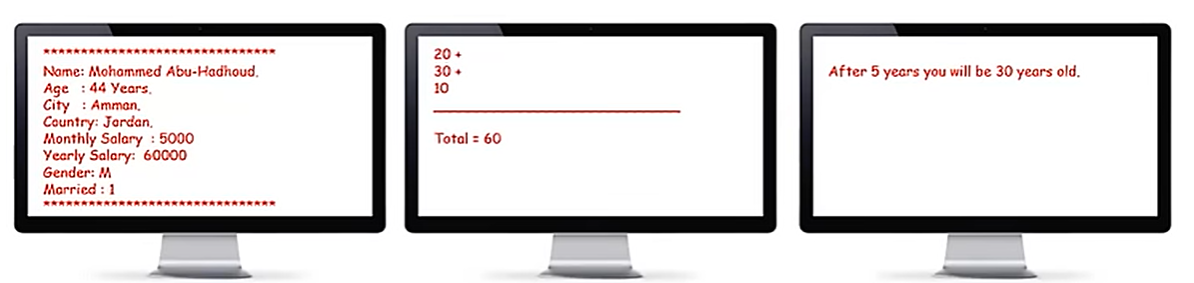 *******************************
Name: Mohammed Abu-Hadhoud.
Age : 44 Years.
City : Amman.
Country: Jordan.
Monthly Salary : 5000
Yearly Salary: 60000
Gender: M
Married : 1
*******************************
20 +
30 +
10
Total = 60
After 5 years you will be 30 years old.